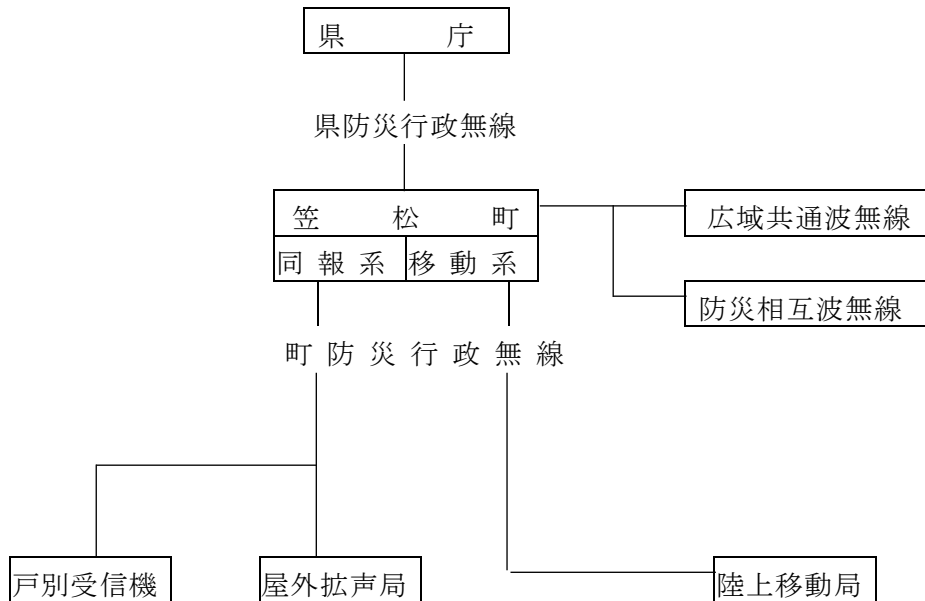 県庁
県防災行政無線
笠松町
広域共通波無線
同報系 移動系
防災相互波無線
町防災行政無線
戸別受信機 屋外拡声局 陸上移動局